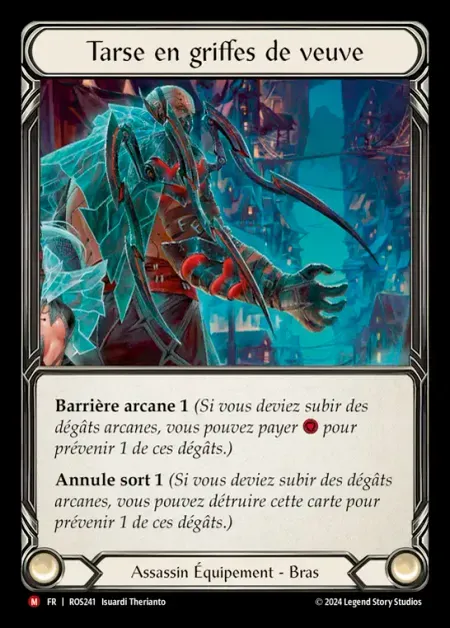 Tarse en griffes de veuve
Barrière arcane 1 (Si vous deviez subir des
dégâts arcanes, vous pouvez payer pour
prévenir 1 de ces dégâts.)
Annule sort 1 (Si vous deviez subir des dégâts
arcanes, vous pouvez détruire cette carte pour
prévenir 1 de ces dégâts.)
Assassin Équipement - Bras
M FR | ROS241 Isuardi Therianto
© 2024 Legend Story Studios